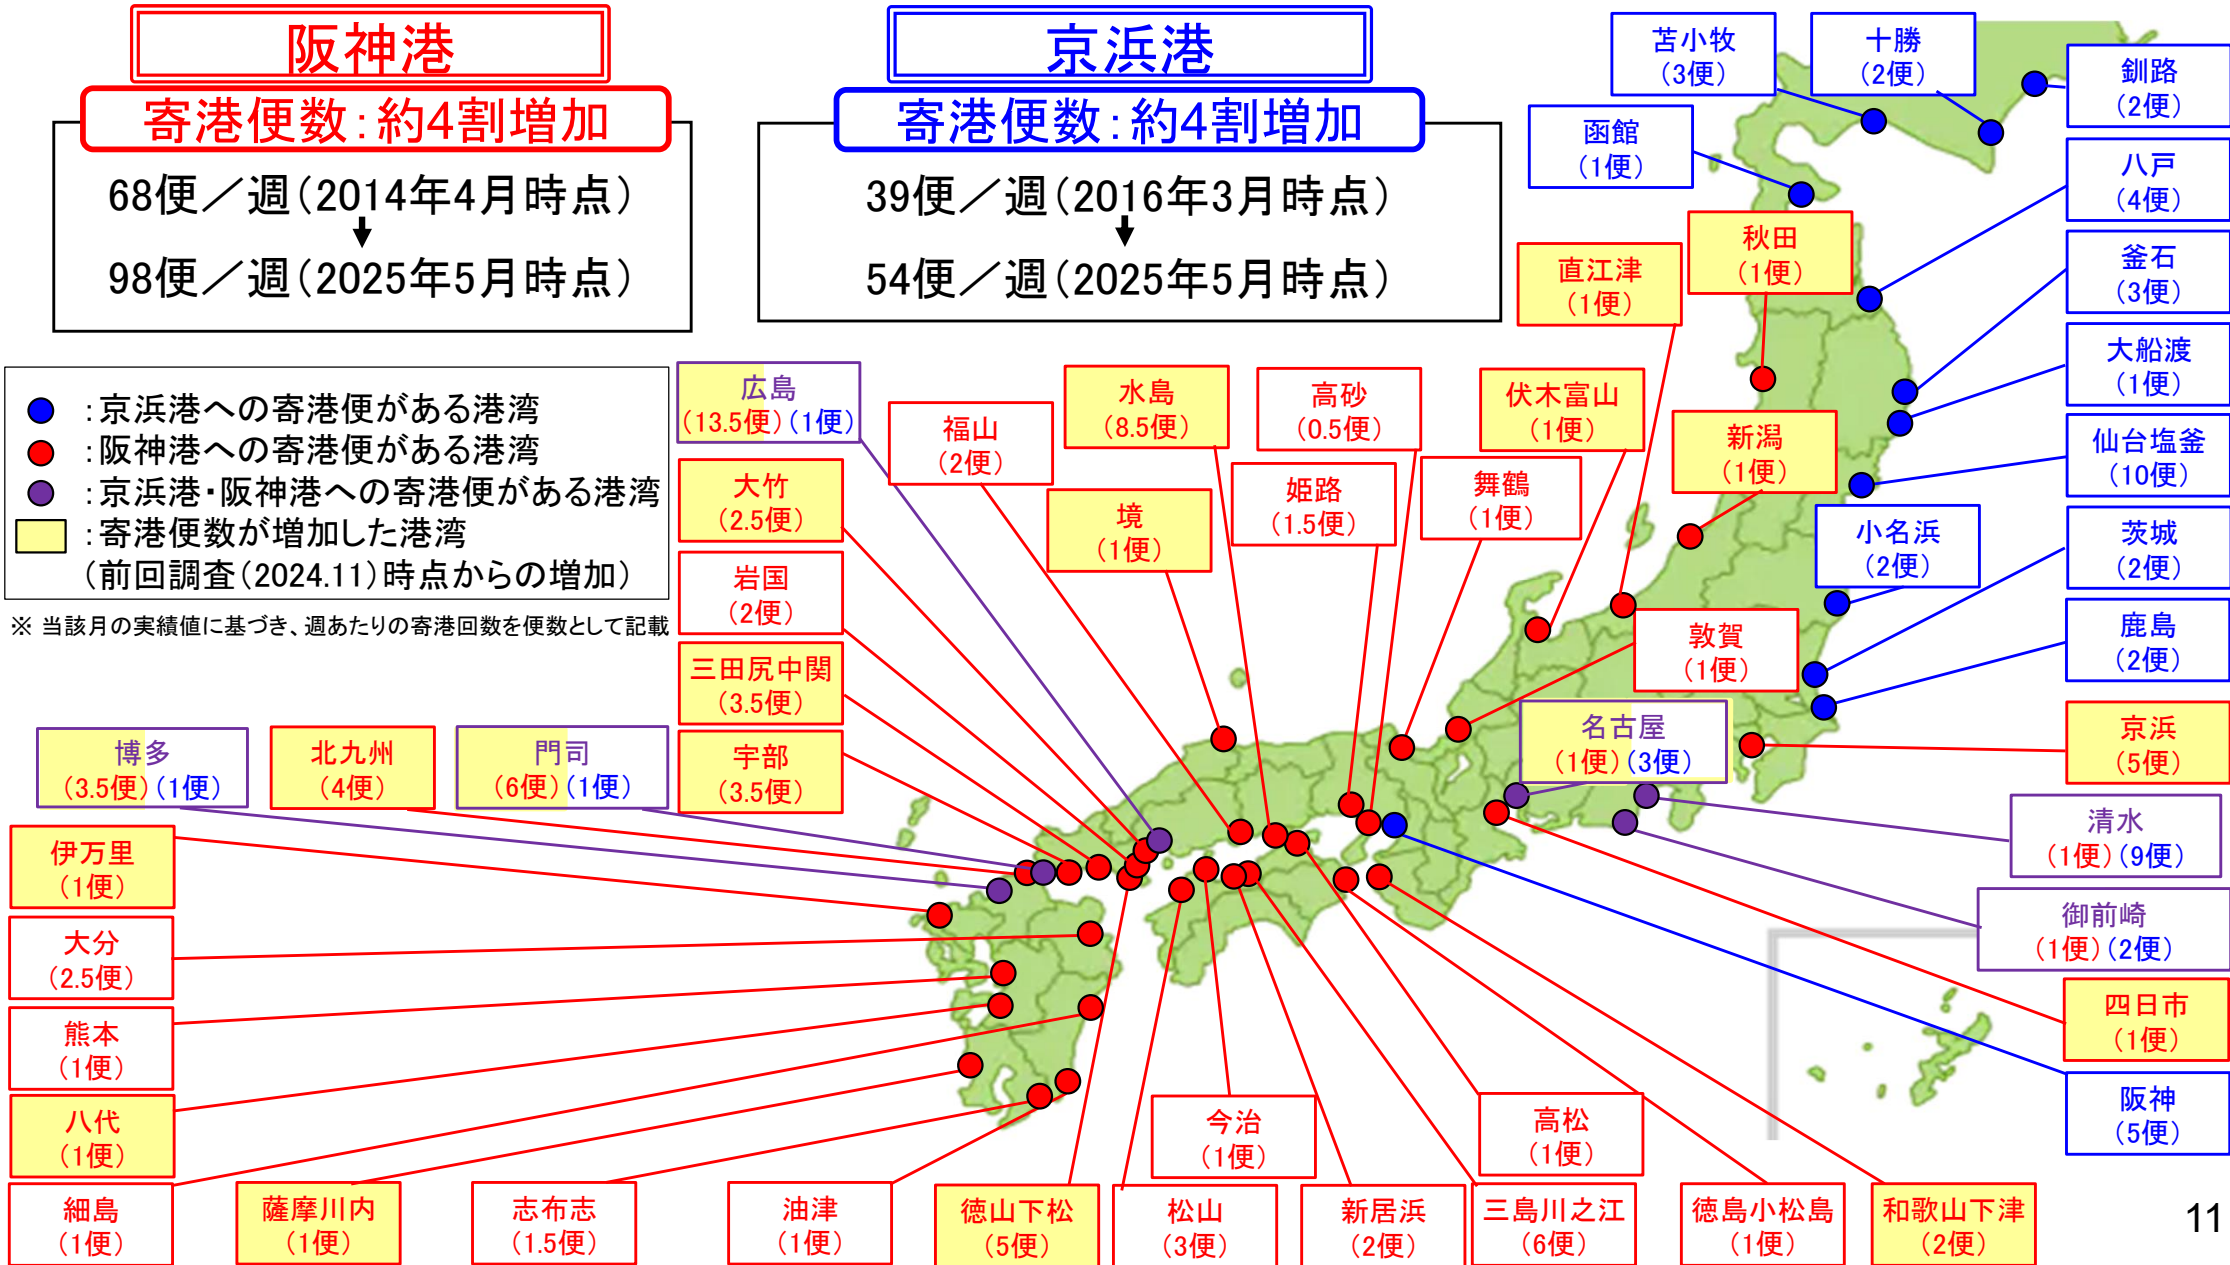 阪神港
寄港便数:約4割増加
68便／週(2014年4月時点)
98便／週(2025年5月時点)
京浜港
寄港便数:約4割増加
39便／週(2016年3月時点)
54便／週(2025年5月時点)
:京浜港への寄港便がある港湾
:阪神港への寄港便がある港湾
:京浜港・阪神港への寄港便がある港湾
:寄港便数が増加した港湾
(前回調査(2024.11)時点からの増加)
※ 当該月の実績値に基づき、週あたりの寄港回数を便数として記載
苫小牧
(3便)
十勝
(2便)
釧路
(2便)
函館
(1便)
八戸
(4便)
秋田
(1便)
直江津
(1便)
釜石
(3便)
大船渡
(1便)
広島
(13.5便)(1便)
福山
(2便)
水島
(8.5便)
高砂
(0.5便)
伏木富山
(1便)
新潟
(1便)
仙台塩釜
(10便)
大竹
(2.5便)
境
(1便)
姫路
(1.5便)
舞鶴
(1便)
小名浜
(2便)
茨城
(2便)
岩国
(2便)
敦賀
(1便)
鹿島
(2便)
三田尻中関
(3.5便)
博多
(3.5便)(1便)
北九州
(4便)
門司
(6便)(1便)
宇部
(3.5便)
名古屋
(1便)(3便)
京浜
(5便)
伊万里
(1便)
清水
(1便)(9便)
大分
(2.5便)
御前崎
(1便)(2便)
熊本
(1便)
四日市
(1便)
八代
(1便)
今治
(1便)
高松
(1便)
阪神
(5便)
細島
(1便)
薩摩川内
(1便)
志布志
(1.5便)
油津
(1便)
徳山下松
(5便)
松山
(3便)
新居浜
(2便)
三島川之江
(6便)
徳島小松島
(1便)
和歌山下津
(2便)
11